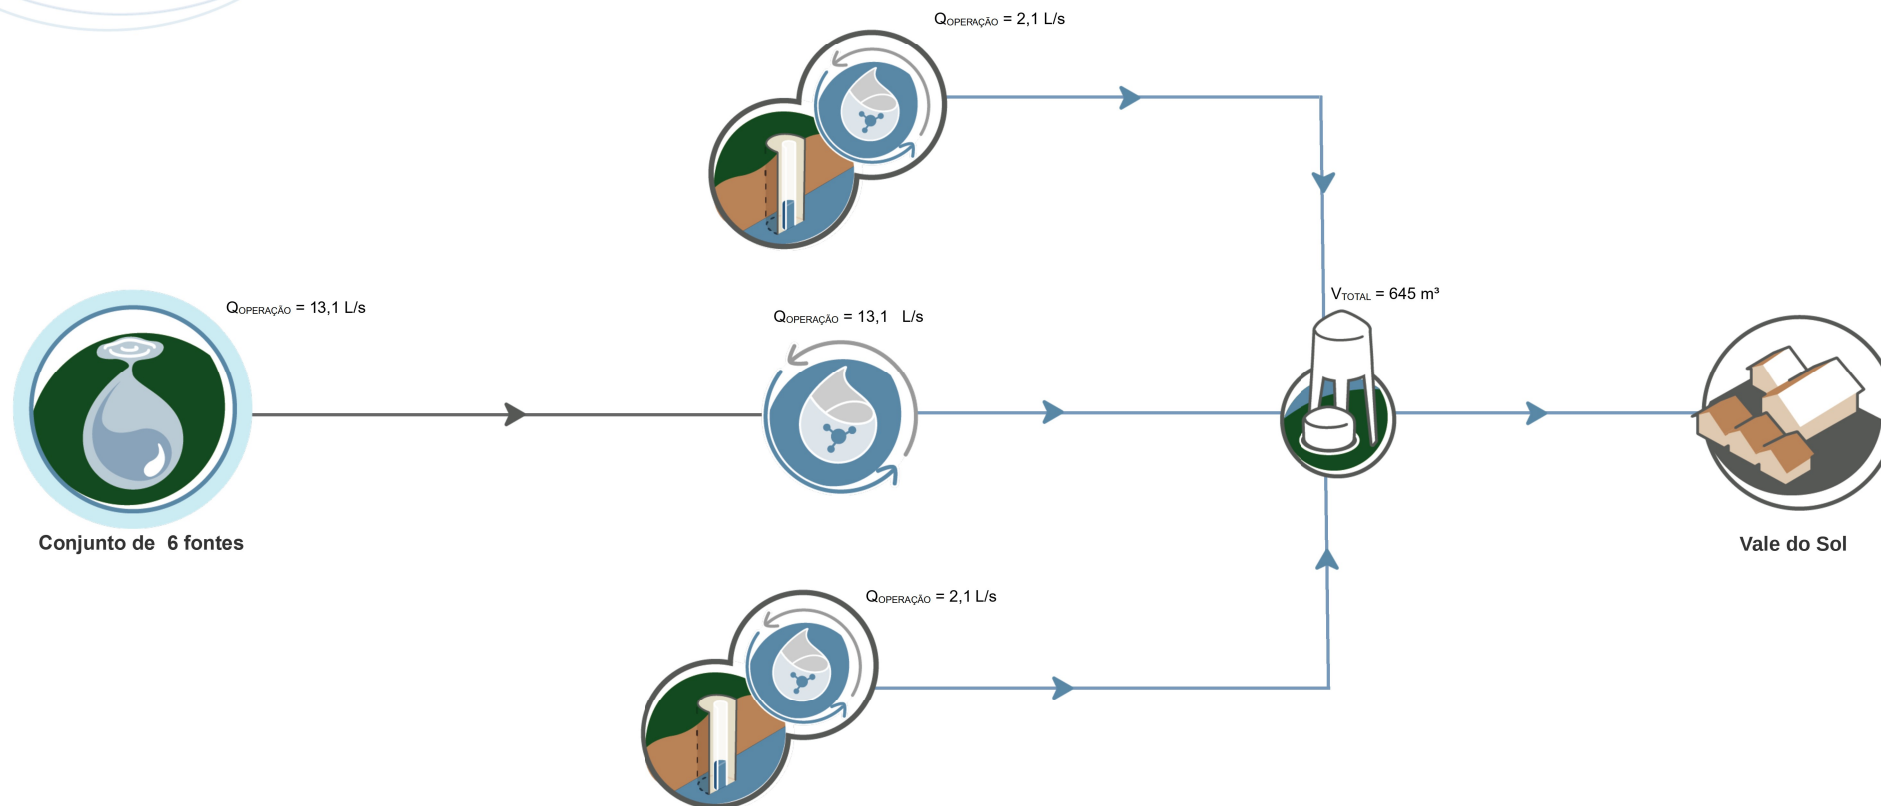 QOPERAÇÃO = 2,1 L/s
VTOTAL = 645 m³
QOPERAÇÃO = 13,1 L/s
QOPERAÇÃO = 13,1 L/s
Conjunto de 6 fontes
Vale do Sol
QOPERAÇÃO = 2,1 L/s